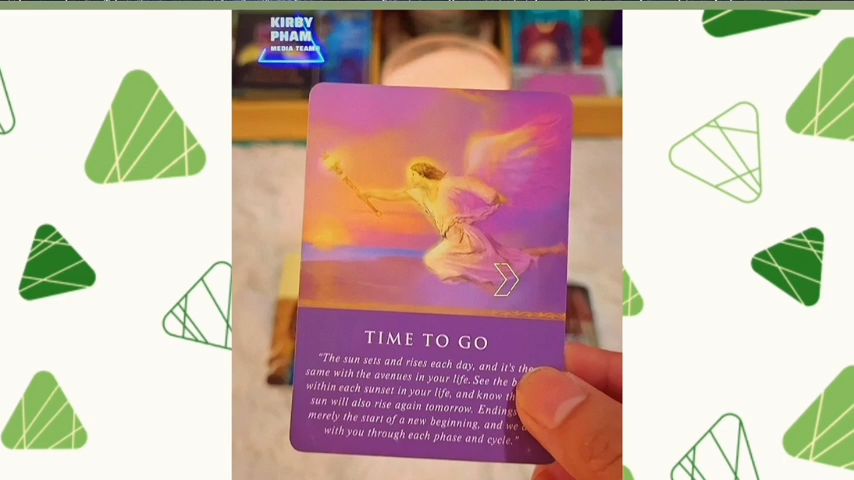 KIRBY
PHAM
MEDIA TEAM
TIME TO GO
"The sun sets and rises each day, and it's the
same with the avenues in your life. See the
within each sunset in your life, and know
sun will also rise again tomorrow. Endings
merely the start of a new beginning, and we
with you through each phase and cycle."